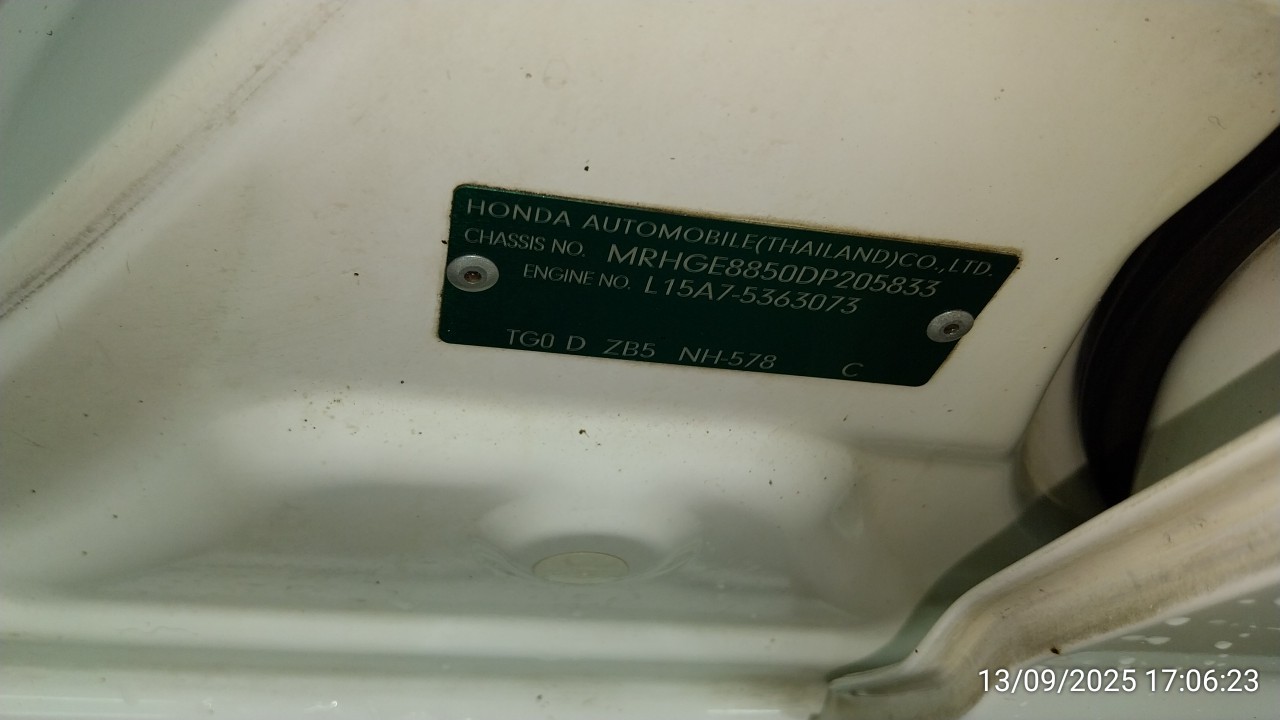 HONDA AUTOMOBILE(THAILAND)CO.,LTD.
CHASSIS NO. MRHGE8850DP205833
ENGINE NO. L15A7-5363073
TG0 D ZB5 NH-578 C
13/09/2025 17:06:23